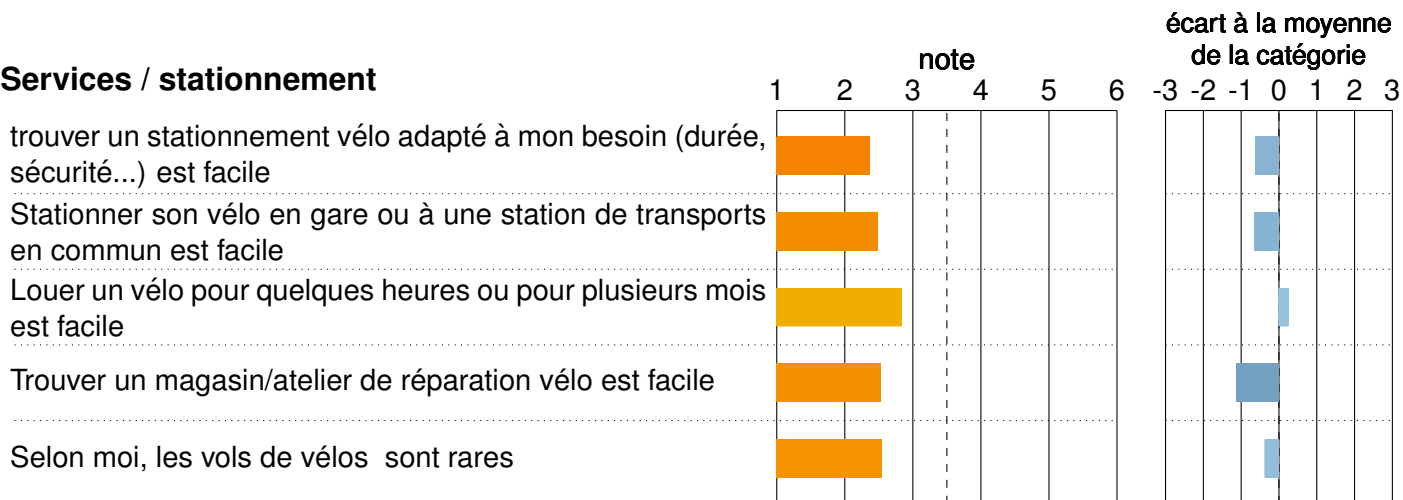 écart à la moyenne
note de la catégorie
Services / stationnement
1 2 3 4 5 6 -3 -2 -1 0 1 2 3
trouver un stationnement vélo adapté à mon besoin (durée,
sécurité...) est facile
Stationner son vélo en gare ou à une station de transports
en commun est facile
Louer un vélo pour quelques heures ou pour plusieurs mois
est facile
Trouver un magasin/atelier de réparation vélo est facile
Selon moi, les vols de vélos sont rares